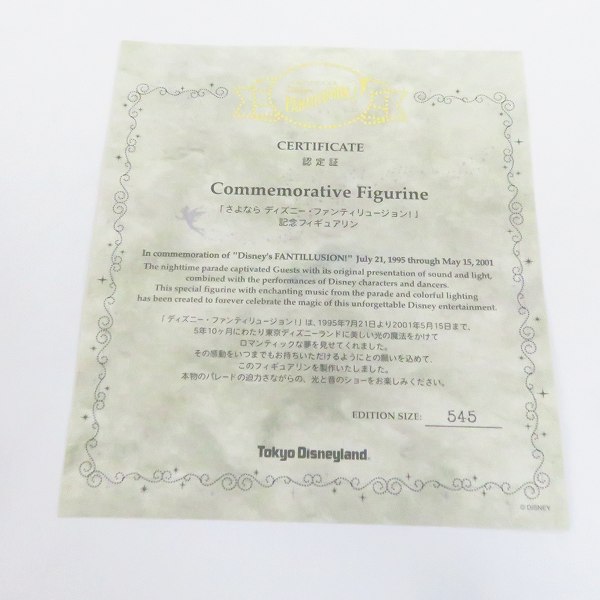 CERTIFICATE
認定証
Commemorative Figurine
「さよなら ディズニー・ファンティリュージョン!」
記念フィギュアリン
In commemoration of "Disney's FANTILLUSION!" July 21, 1995 through May 15, 2001
The nighttime parade captivated Guests with its original presentation of sound and light,
combined with the performances of Disney characters and dancers.
This special figurine with enchanting music from the parade and colorful lighting
has been created to forever celebrate the magic of this unforgettable Disney entertainment.
「ディズニー・ファンティリュージョン!」は、1995年7月21日より2001年5月15日まで、
5年10ヶ月にわたり東京ディズニーランドに美しい光の魔法をかけて
ロマンティックな夢を見せてくれました。
その感動をいつまでもお持ちいただけるようにとの願いを込めて、
このフィギュアリンを製作いたしました。
本物のパレードの迫力さながらの、光と音のショーをお楽しみください。
EDITION SIZE: 545
Tokyo Disneyland
© DISNEY